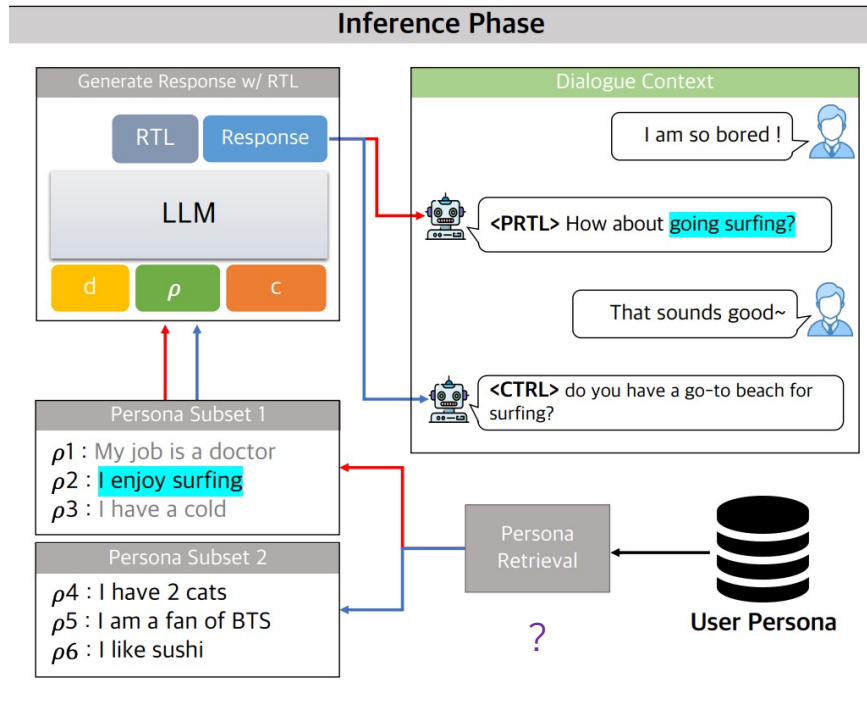 Inference Phase
Generate Response w/ RTL
RTL
Response
LLM
d
ρ
c
Dialogue Context
I am so bored !
<PRTL> How about going surfing?
That sounds good~
<CTRL> do you have a go-to beach for
surfing?
Persona Subset 1
ρ1 : My job is a doctor
ρ2 : I enjoy surfing
ρ3 : I have a cold
Persona Subset 2
ρ4 : I have 2 cats
ρ5 : I am a fan of BTS
ρ6 : I like sushi
Persona
Retrieval
?
User Persona